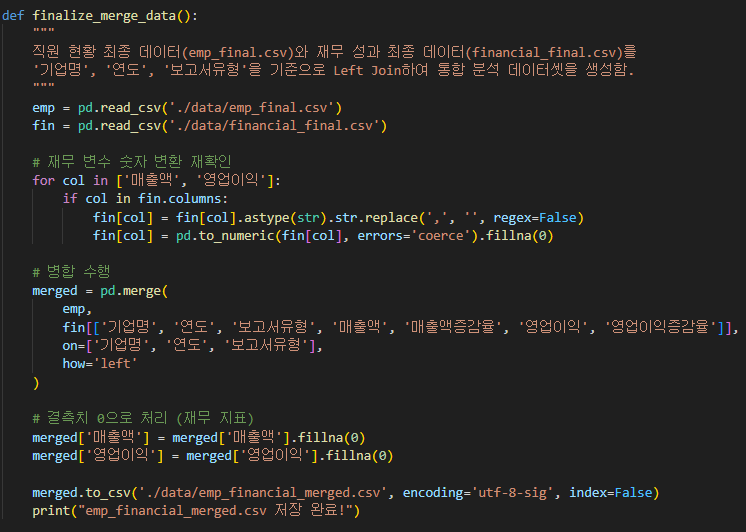 def finalize_merge_data():
    """
    직원 현황 최종 데이터(emp_final.csv)와 재무 성과 최종 데이터(financial_final.csv)를
    '기업명', '연도', '보고서유형'을 기준으로 Left Join하여 통합 분석 데이터셋을 생성함.
    """
    emp = pd.read_csv('./data/emp_final.csv')
    fin = pd.read_csv('./data/financial_final.csv')

    # 재무 변수 숫자 변환 재확인
    for col in ['매출액', '영업이익']:
        if col in fin.columns:
            fin[col] = fin[col].astype(str).str.replace(',', '', regex=False)
            fin[col] = pd.to_numeric(fin[col], errors='coerce').fillna(0)

    # 병합 수행
    merged = pd.merge(
        emp,
        fin[['기업명', '연도', '보고서유형', '매출액', '매출액증감율', '영업이익', '영업이익증감율']],
        on=['기업명', '연도', '보고서유형'],
        how='left'
    )

    # 결측치 0으로 처리 (재무 지표)
    merged['매출액'] = merged['매출액'].fillna(0)
    merged['영업이익'] = merged['영업이익'].fillna(0)

    merged.to_csv('./data/emp_financial_merged.csv', encoding='utf-8-sig', index=False)
    print("emp_financial_merged.csv 저장 완료!")